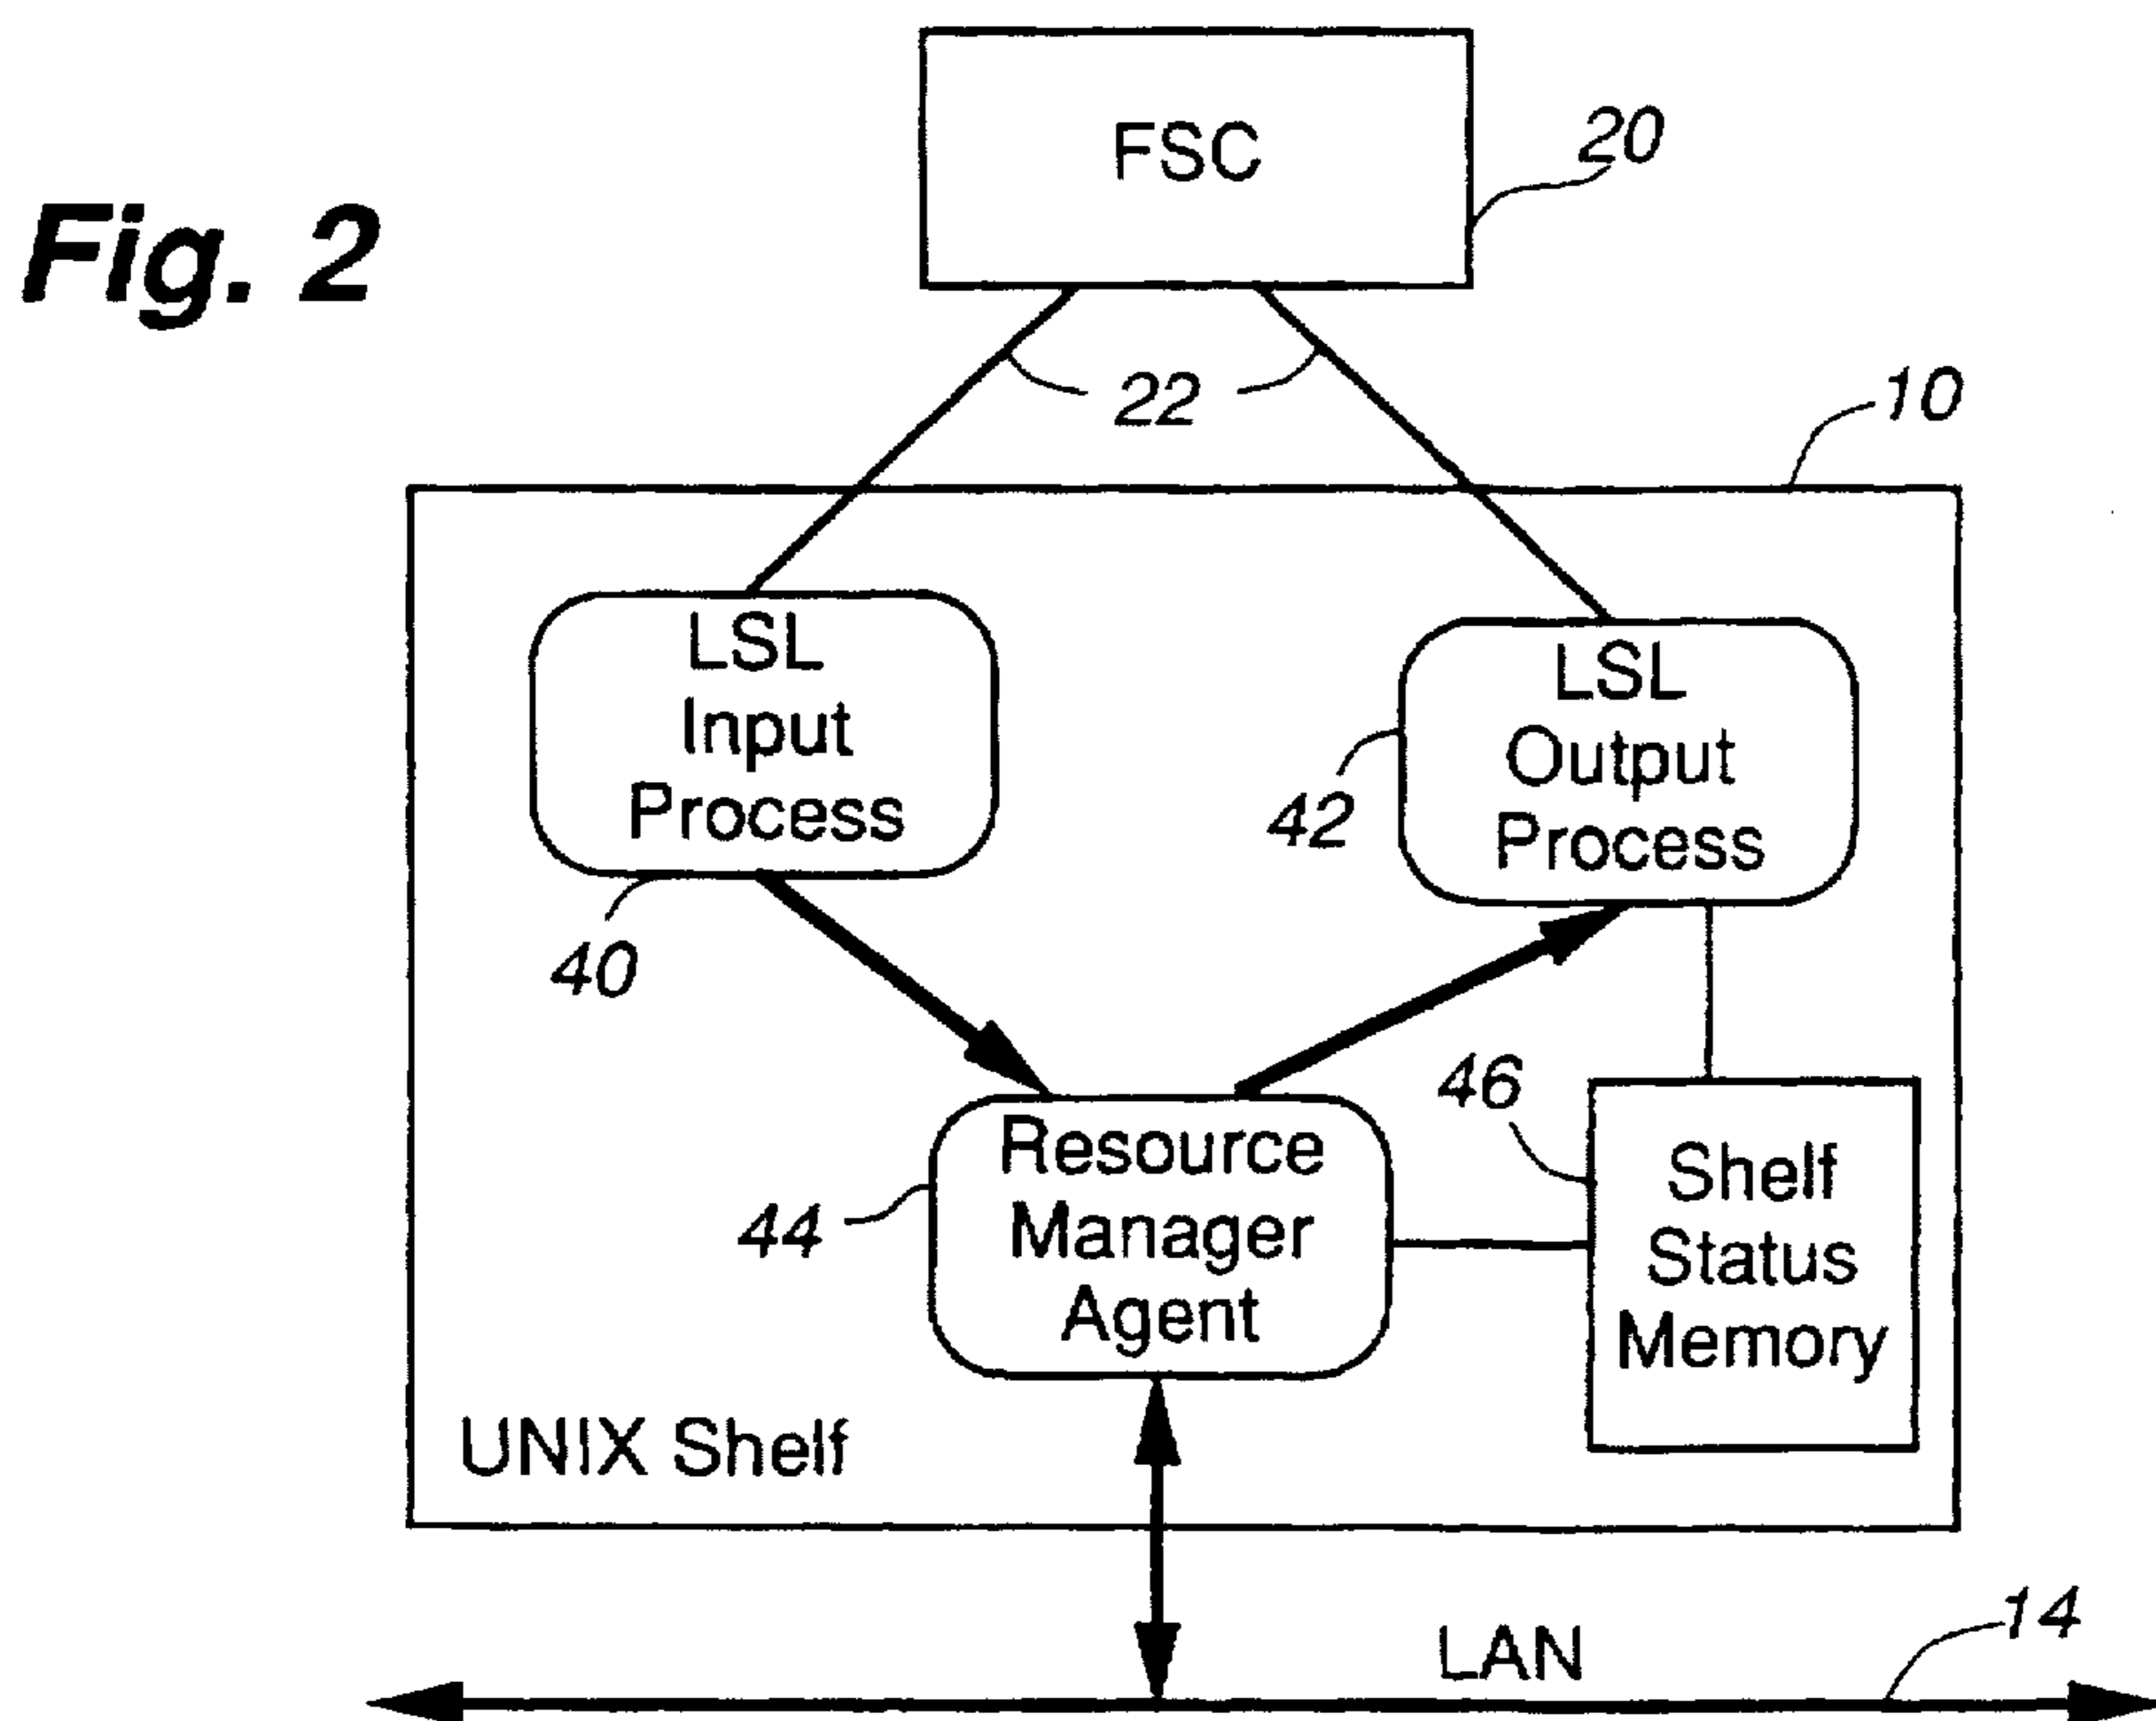 Fig. 2
FSC
20
22
10
LSL
Input
Process
LSL
Output
Process
42
40
46
Resource
Manager
Agent
44
Shelf
Status
Memory
UNIX Shelf
LAN
14